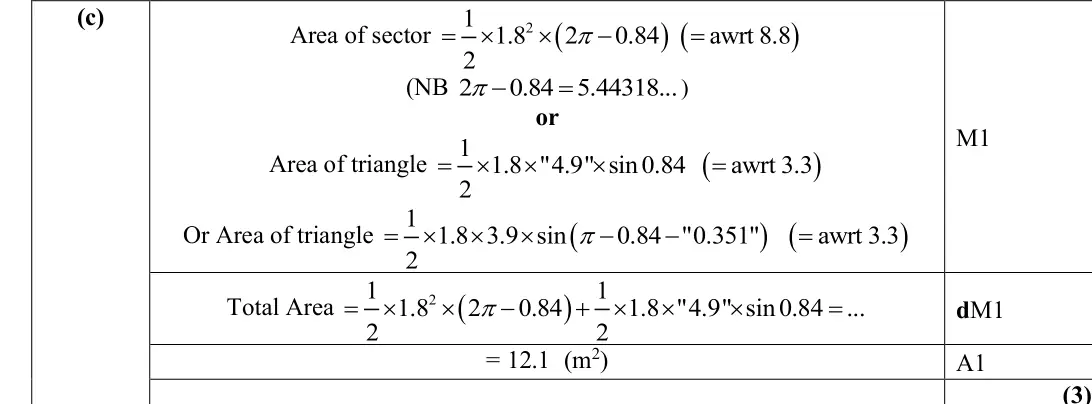 (c)
Area of sector = 1/2 × 1.8² × (2π − 0.84) (= awrt 8.8)
(NB 2π − 0.84 = 5.44318... )
or
M1
Area of triangle = 1/2 × 1.8 × "4.9" × sin 0.84 (= awrt 3.3)
Or Area of triangle = 1/2 × 1.8 × 3.9 × sin(π − 0.84 − "0.351") (= awrt 3.3)
Total Area = 1/2 × 1.8² × (2π − 0.84) + 1/2 × 1.8 × "4.9" × sin 0.84 = ... dM1
= 12.1 (m²) A1
(3)